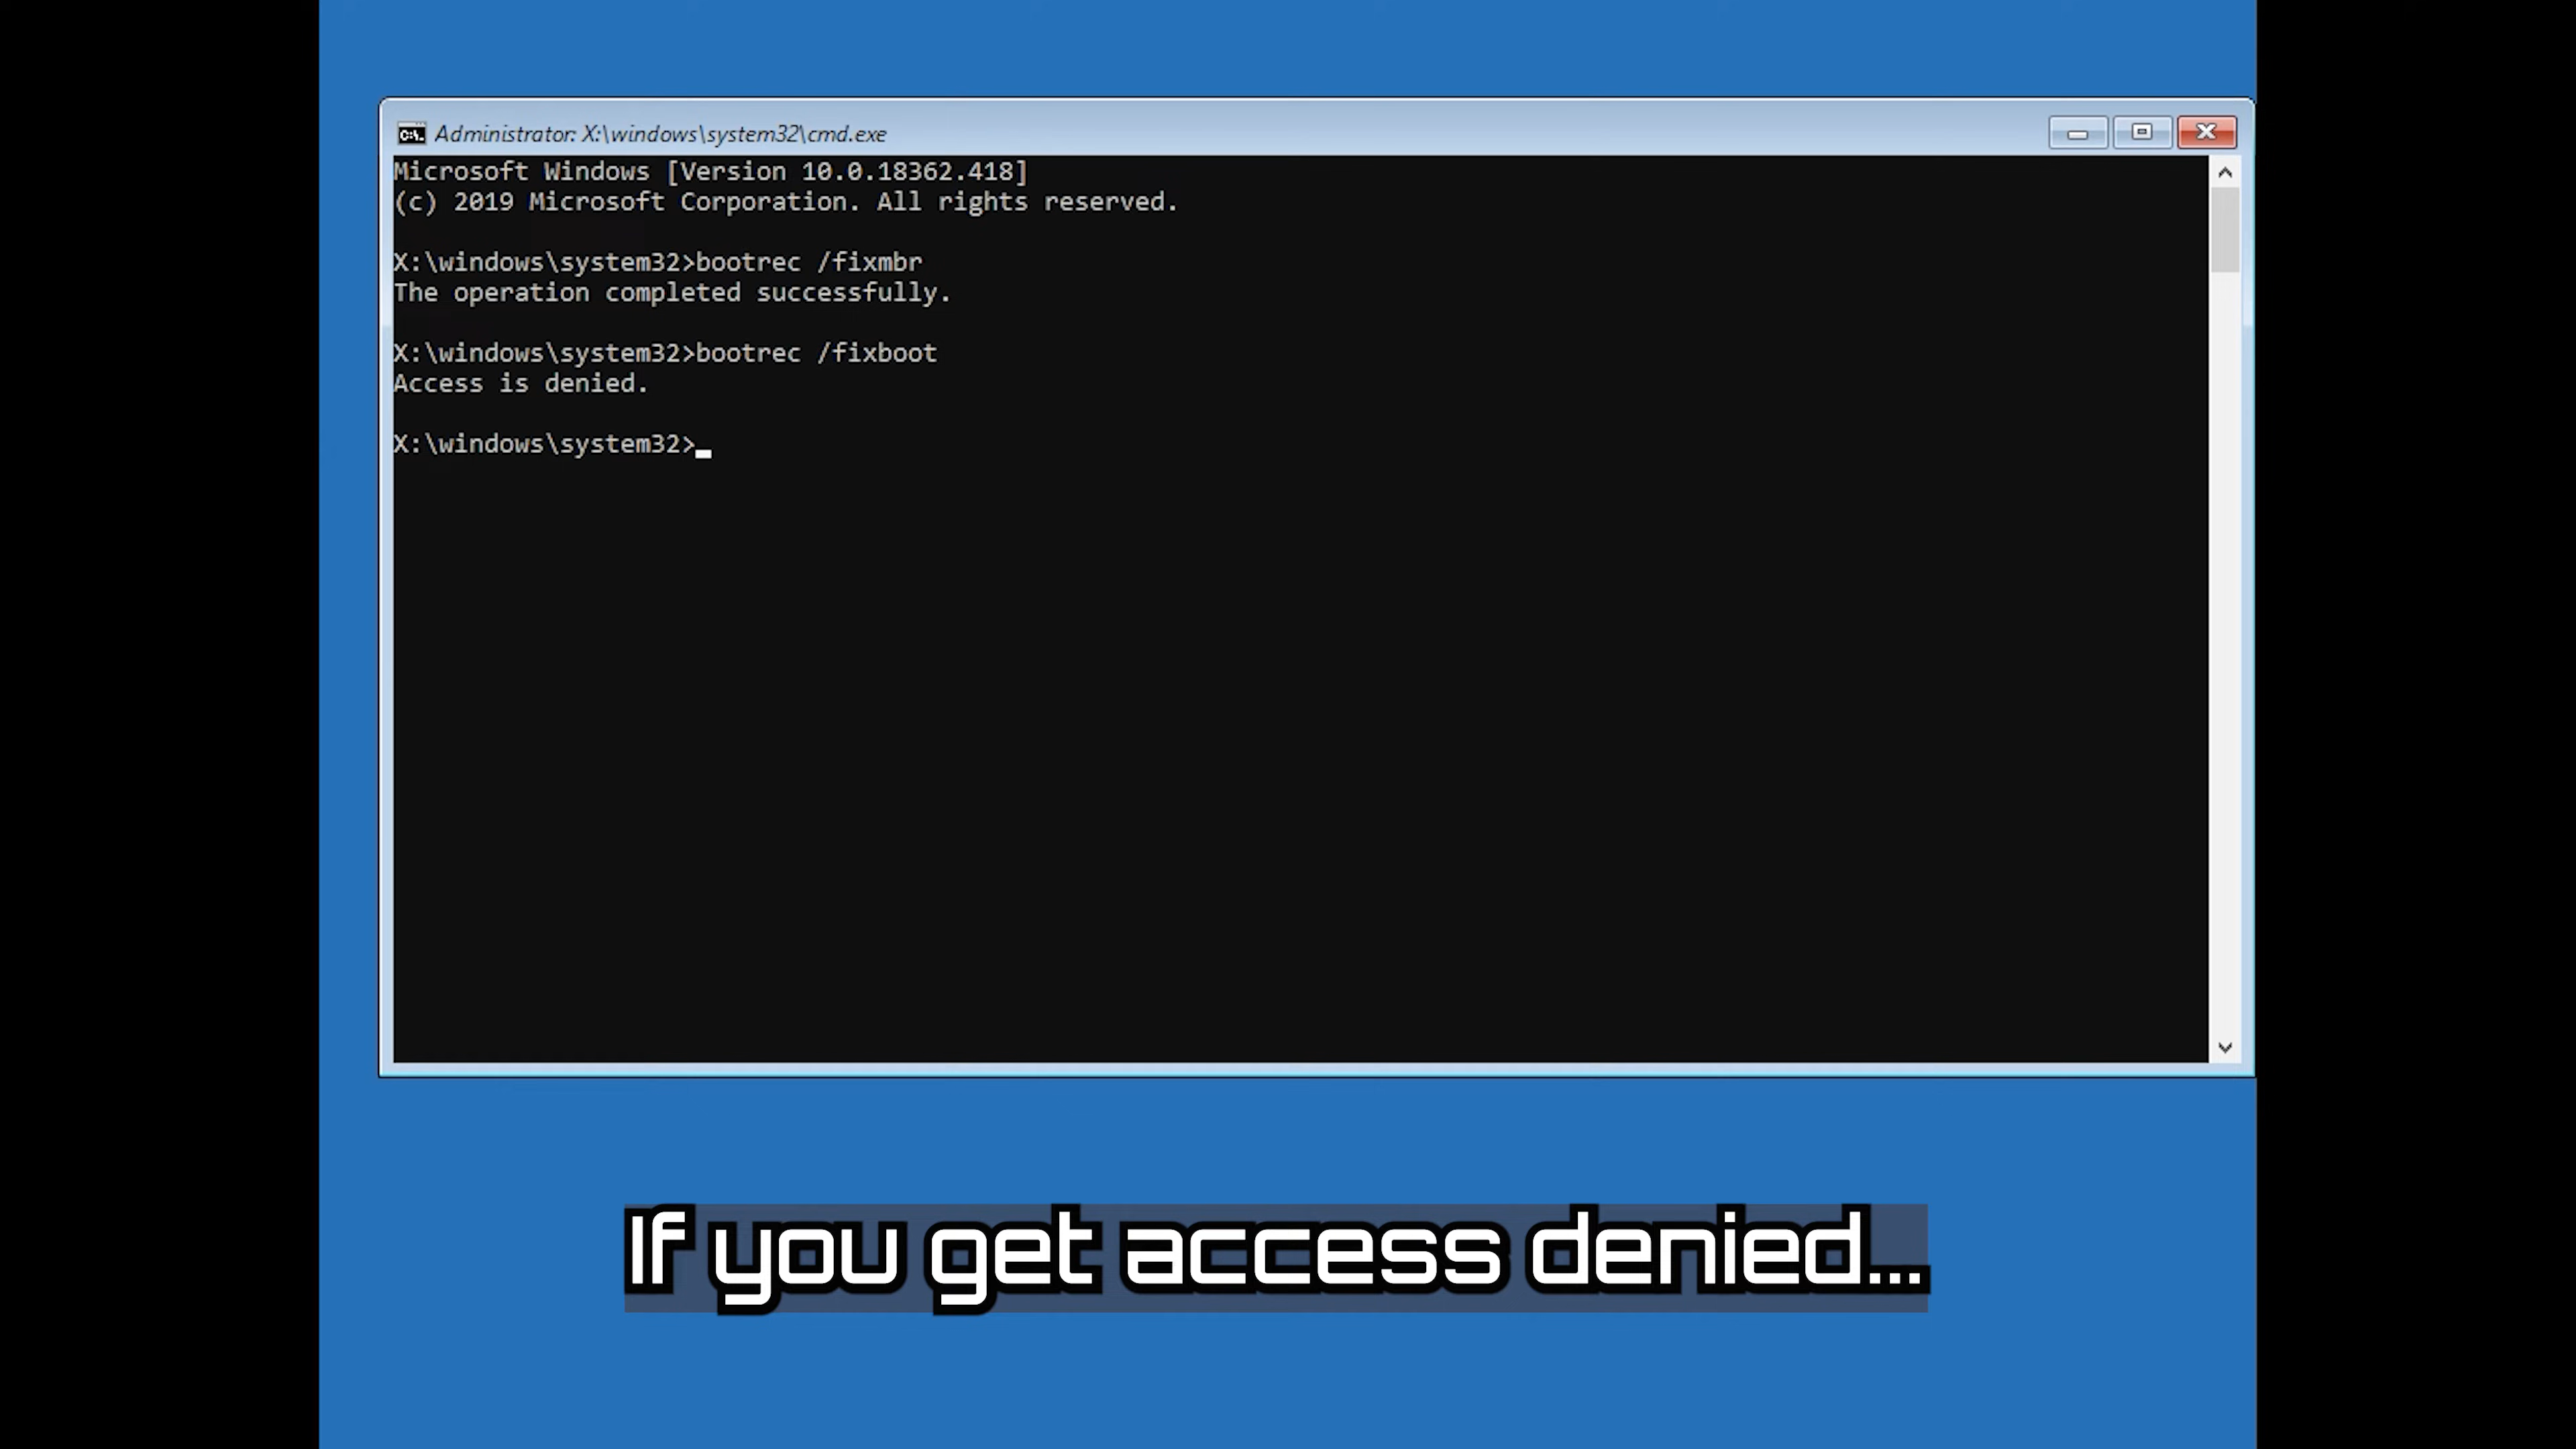 Administrator: X:\windows\system32\cmd.exe
Microsoft Windows [Version 10.0.18362.418]
(c) 2019 Microsoft Corporation. All rights reserved.
X:\windows\system32>bootrec /fixmbr
The operation completed successfully.
X:\windows\system32>bootrec /fixboot
Access is denied.
X:\windows\system32>
If you get access denied...